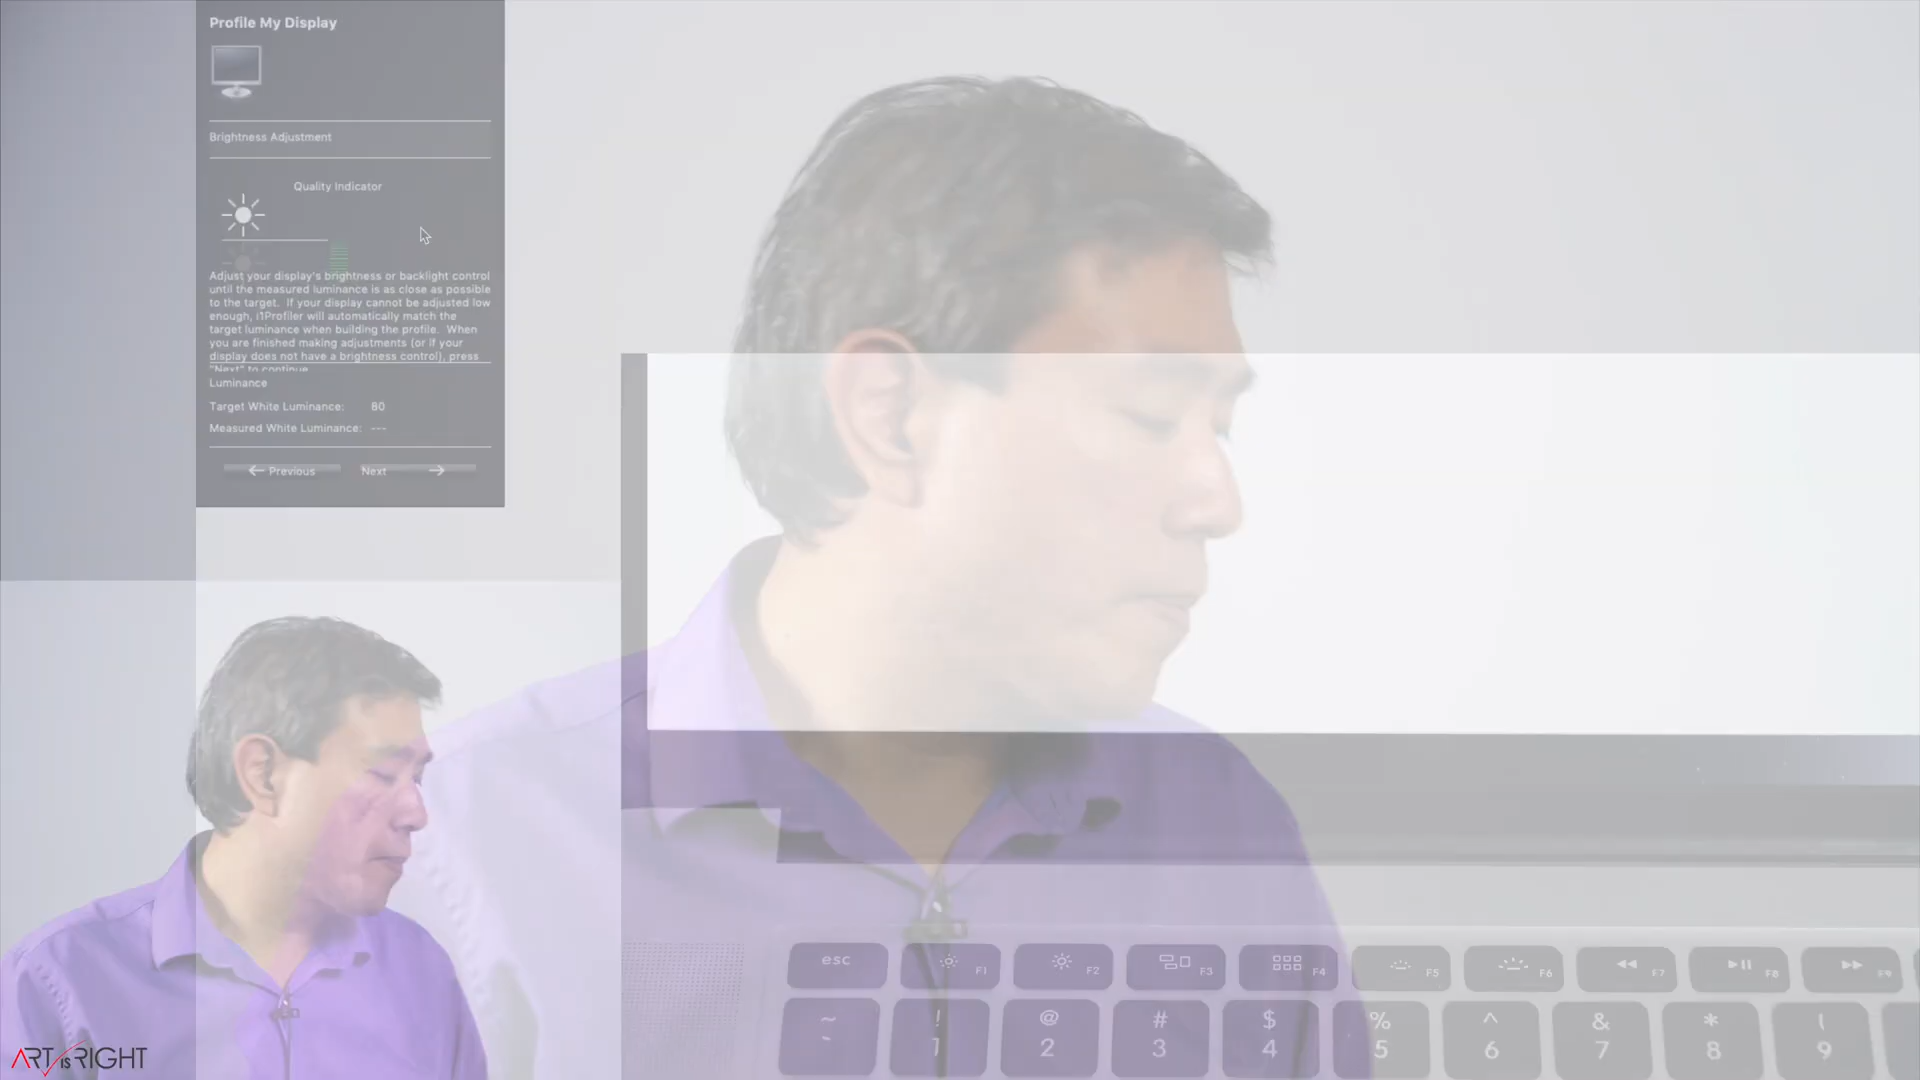 Profile My Display
Brightness Adjustment
Quality Indicator
Adjust your display's brightness or backlight control
until the measured luminance is as close as possible
to the target. If your display cannot be adjusted low
enough, i1Profiler will automatically match the
target luminance when building the profile. When
you are finished making adjustments (or if your
display does not have a brightness control), press
"Next" to continue
Luminance
Target White Luminance: 80
Measured White Luminance: ---
Previous Next
esc F1 F2 F3 F4 F5 F6 F7 F8 F9
~ ! @ # $ % ^ & * (
` 1 2 3 4 5 6 7 8 9
ART is RIGHT